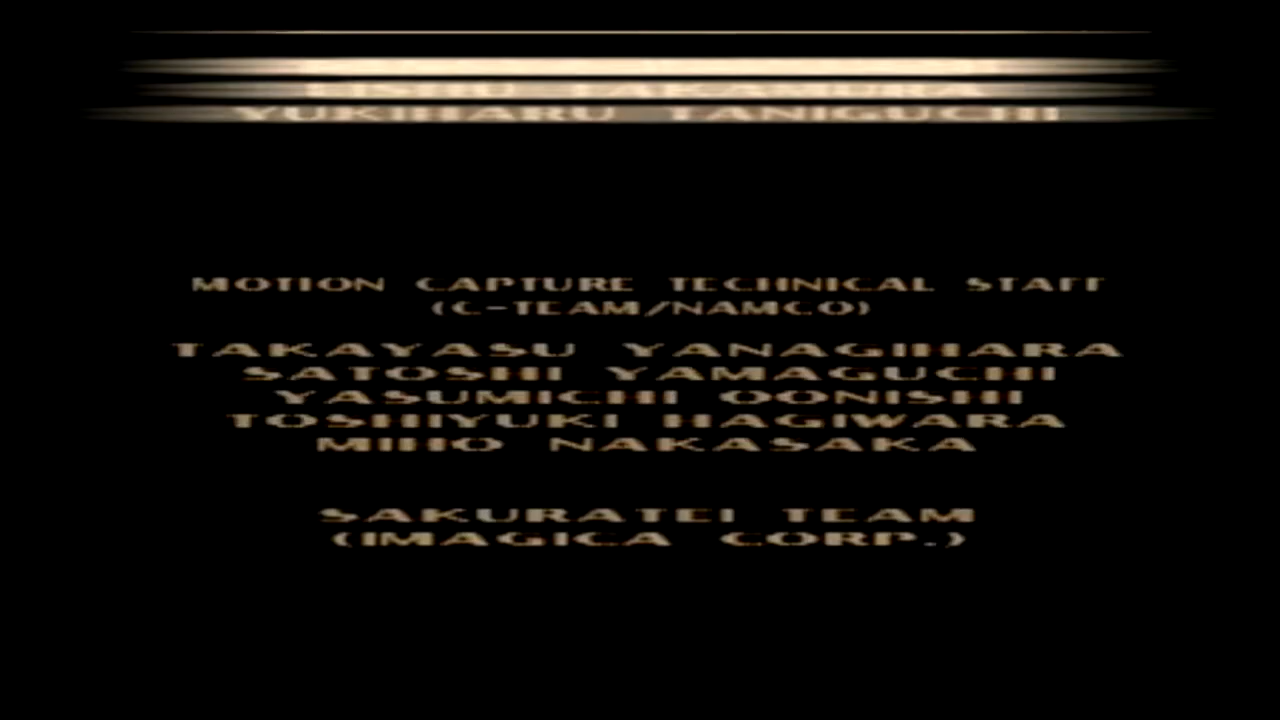 TAKAMURA
YUKIHARU TANIGUCHI
MOTION CAPTURE TECHNICAL STAFF
(C-TEAM/NAMCO)
TAKAYASU YANAGIHARA
SATOSHI YAMAGUCHI
YASUMICHI OONISHI
TOSHIYUKI HAGIWARA
MIHO NAKASAKA
SAKURATEI TEAM
(IMAGICA CORP.)